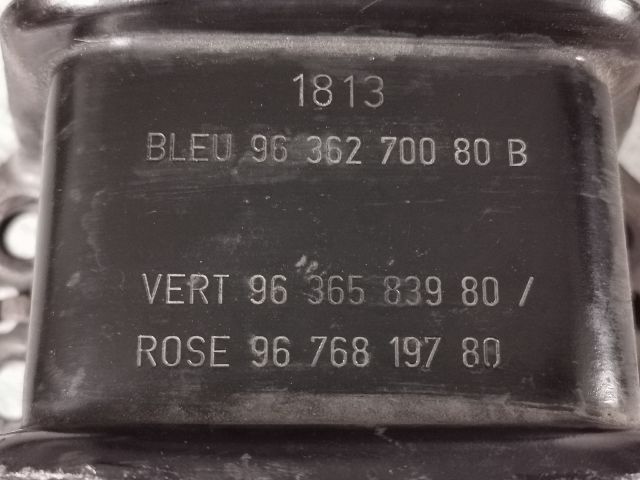 1813
BLEU 96 362 700 80 B
VERT 96 365 839 80 /
ROSE 96 768 197 80